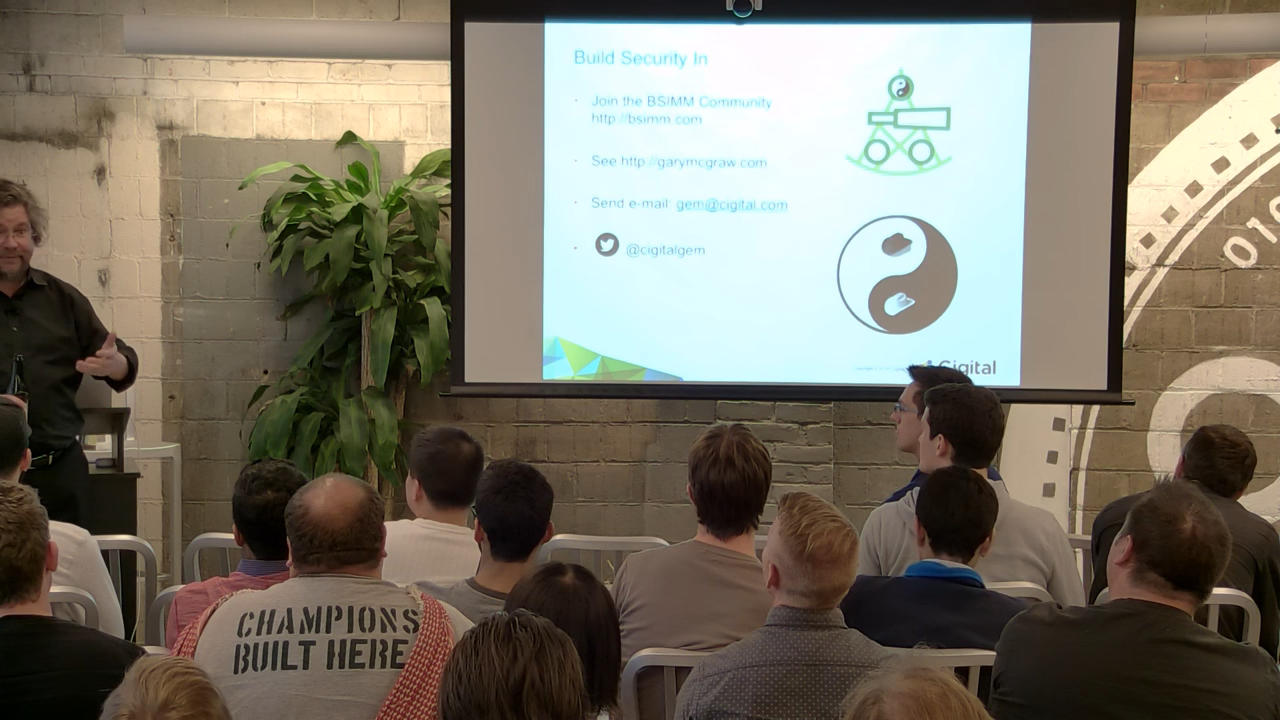 Build Security In
· Join the BSIMM Community
http://bsimm.com
· See http://garymcgraw.com
· Send e-mail: gem@cigital.com
· @cigitalgem
Cigital
010
CHAMPIONS
BUILT HERE